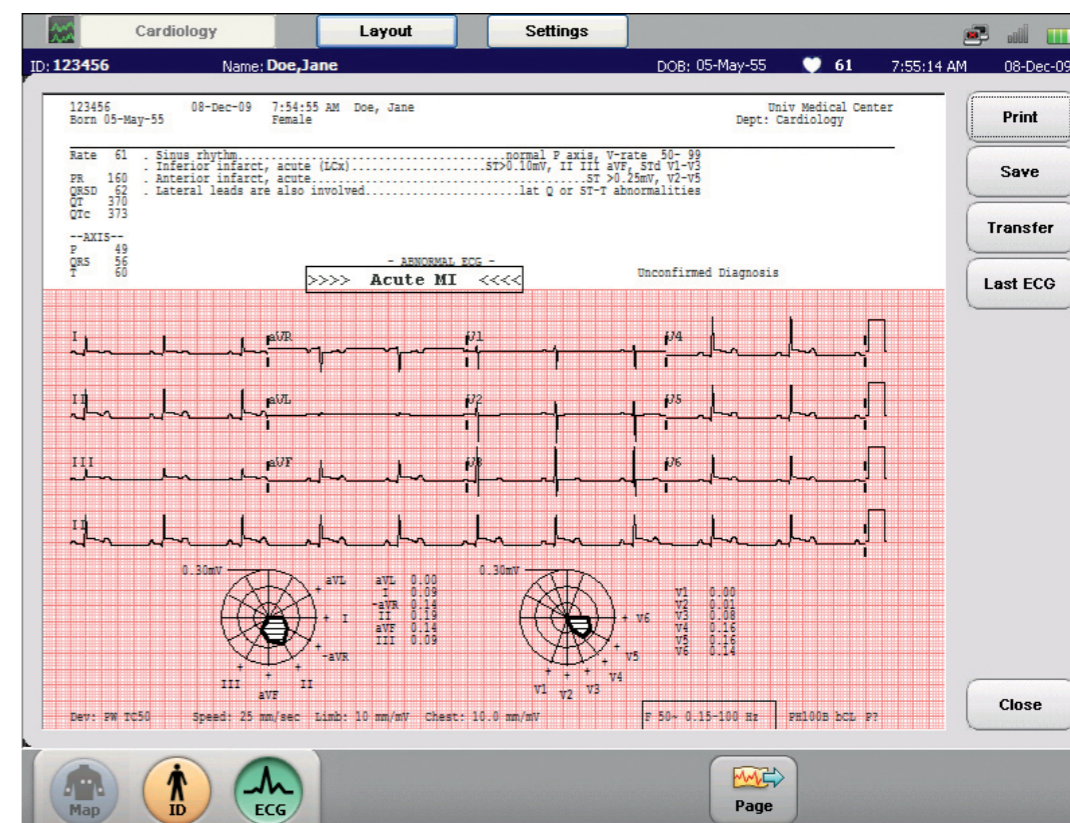 Cardiology Layout Settings
ID: 123456 Name: Doe,Jane DOB: 05-May-55 61 7:55:14 AM 08-Dec-09
123456 08-Dec-09 7:54:55 AM Doe, Jane Univ Medical Center
Born 05-May-55 Female Dept: Cardiology
Rate 61 . Sinus rhythm........................................normal P axis, V-rate 50- 99
. Inferior infarct, acute (LCx)....................ST>0.10mV, II III aVF, STd V1-V3
PR 160 . Anterior infarct, acute.........................................ST >0.25mV, V2-V5
QRSD 62 . Lateral leads are also involved.......................lat Q or ST-T abnormalities
QT 370
QTc 373
--AXIS--
P 49
QRS 56 - ABNORMAL ECG -
T 60 >>>> Acute MI <<<< Unconfirmed Diagnosis
I aVR V1 V4
II aVL V2 V5
III aVF V3 V6
II
0.30mV aVL I -aVR II aVF III
aVL 0.00
I 0.09
-aVR 0.14
II 0.19
aVF 0.14
III 0.09
0.30mV V6 V5 V4 V3 V2 V1
V1 0.00
V2 0.01
V3 0.08
V4 0.16
V5 0.16
V6 0.14
Dev: PW TC50 Speed: 25 mm/sec Limb: 10 mm/mV Chest: 10.0 mm/mV F 50~ 0.15-100 Hz PH100B bCL P?
Print
Save
Transfer
Last ECG
Close
Map ID ECG Page